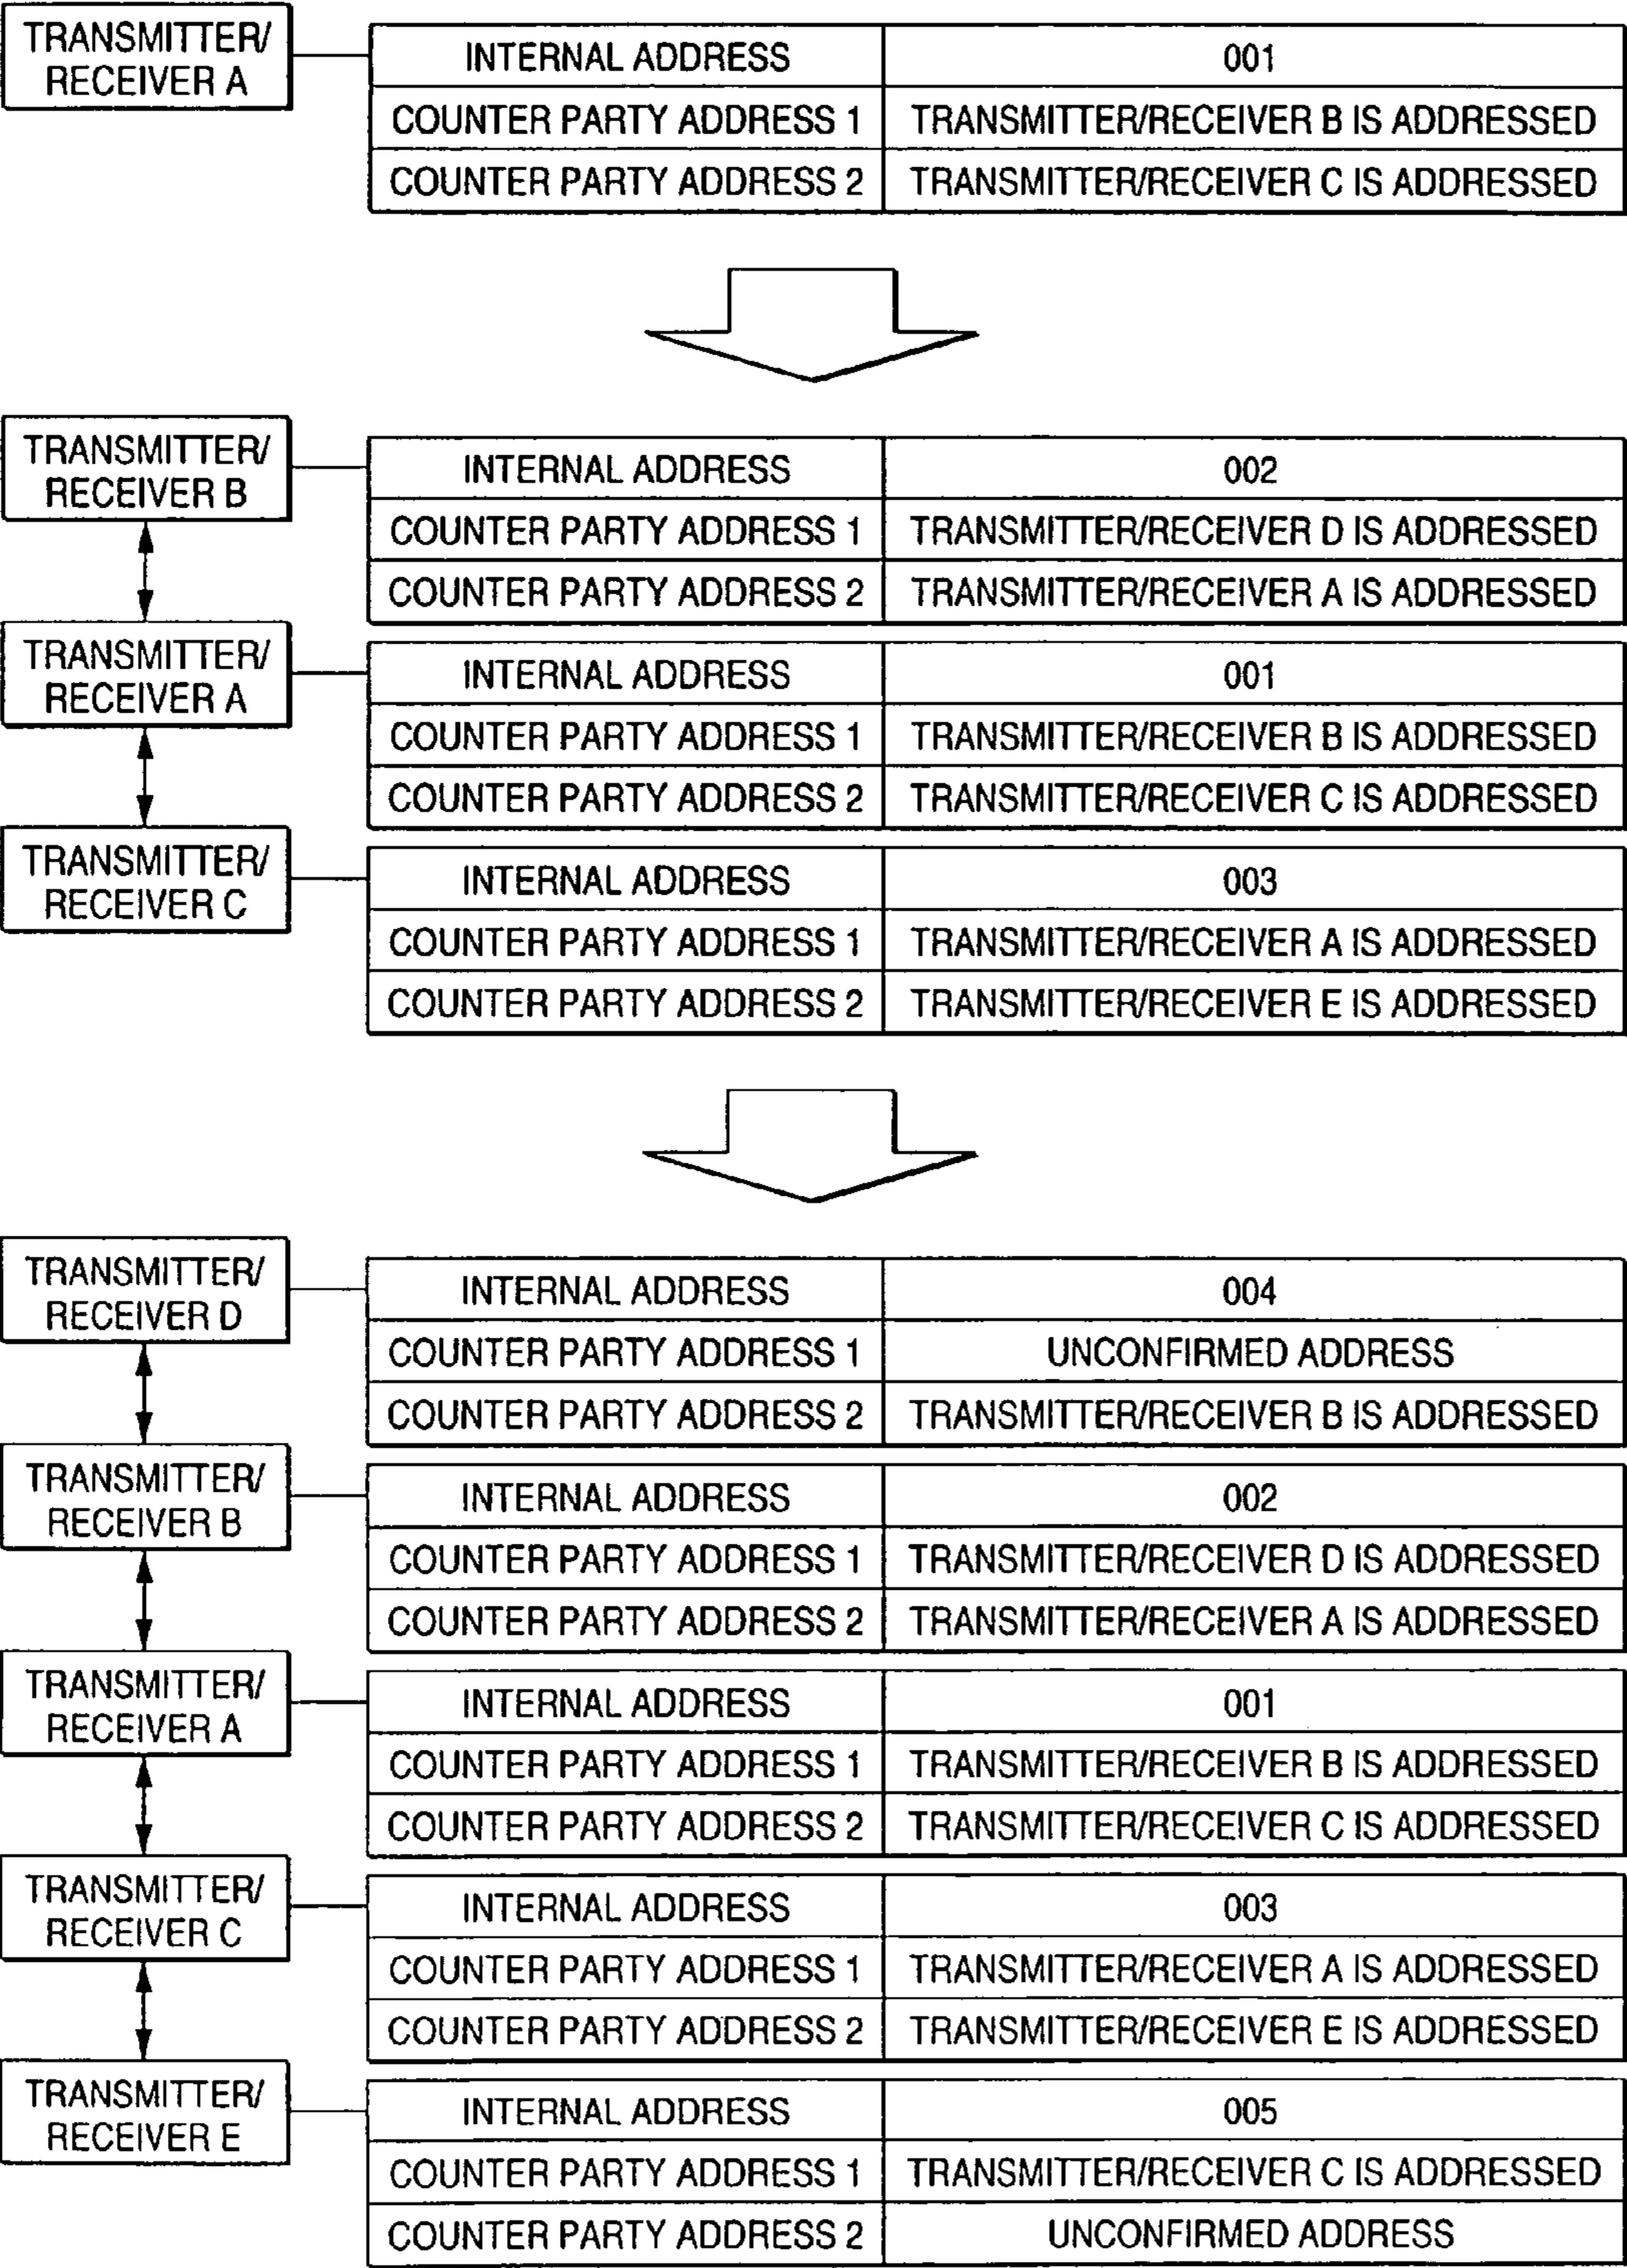 TRANSMITTER/
RECEIVER A
INTERNAL ADDRESS 001
COUNTER PARTY ADDRESS 1 TRANSMITTER/RECEIVER B IS ADDRESSED
COUNTER PARTY ADDRESS 2 TRANSMITTER/RECEIVER C IS ADDRESSED
TRANSMITTER/
RECEIVER B
INTERNAL ADDRESS 002
COUNTER PARTY ADDRESS 1 TRANSMITTER/RECEIVER D IS ADDRESSED
COUNTER PARTY ADDRESS 2 TRANSMITTER/RECEIVER A IS ADDRESSED
TRANSMITTER/
RECEIVER A
INTERNAL ADDRESS 001
COUNTER PARTY ADDRESS 1 TRANSMITTER/RECEIVER B IS ADDRESSED
COUNTER PARTY ADDRESS 2 TRANSMITTER/RECEIVER C IS ADDRESSED
TRANSMITTER/
RECEIVER C
INTERNAL ADDRESS 003
COUNTER PARTY ADDRESS 1 TRANSMITTER/RECEIVER A IS ADDRESSED
COUNTER PARTY ADDRESS 2 TRANSMITTER/RECEIVER E IS ADDRESSED
TRANSMITTER/
RECEIVER D
INTERNAL ADDRESS 004
COUNTER PARTY ADDRESS 1 UNCONFIRMED ADDRESS
COUNTER PARTY ADDRESS 2 TRANSMITTER/RECEIVER B IS ADDRESSED
TRANSMITTER/
RECEIVER B
INTERNAL ADDRESS 002
COUNTER PARTY ADDRESS 1 TRANSMITTER/RECEIVER D IS ADDRESSED
COUNTER PARTY ADDRESS 2 TRANSMITTER/RECEIVER A IS ADDRESSED
TRANSMITTER/
RECEIVER A
INTERNAL ADDRESS 001
COUNTER PARTY ADDRESS 1 TRANSMITTER/RECEIVER B IS ADDRESSED
COUNTER PARTY ADDRESS 2 TRANSMITTER/RECEIVER C IS ADDRESSED
TRANSMITTER/
RECEIVER C
INTERNAL ADDRESS 003
COUNTER PARTY ADDRESS 1 TRANSMITTER/RECEIVER A IS ADDRESSED
COUNTER PARTY ADDRESS 2 TRANSMITTER/RECEIVER E IS ADDRESSED
TRANSMITTER/
RECEIVER E
INTERNAL ADDRESS 005
COUNTER PARTY ADDRESS 1 TRANSMITTER/RECEIVER C IS ADDRESSED
COUNTER PARTY ADDRESS 2 UNCONFIRMED ADDRESS